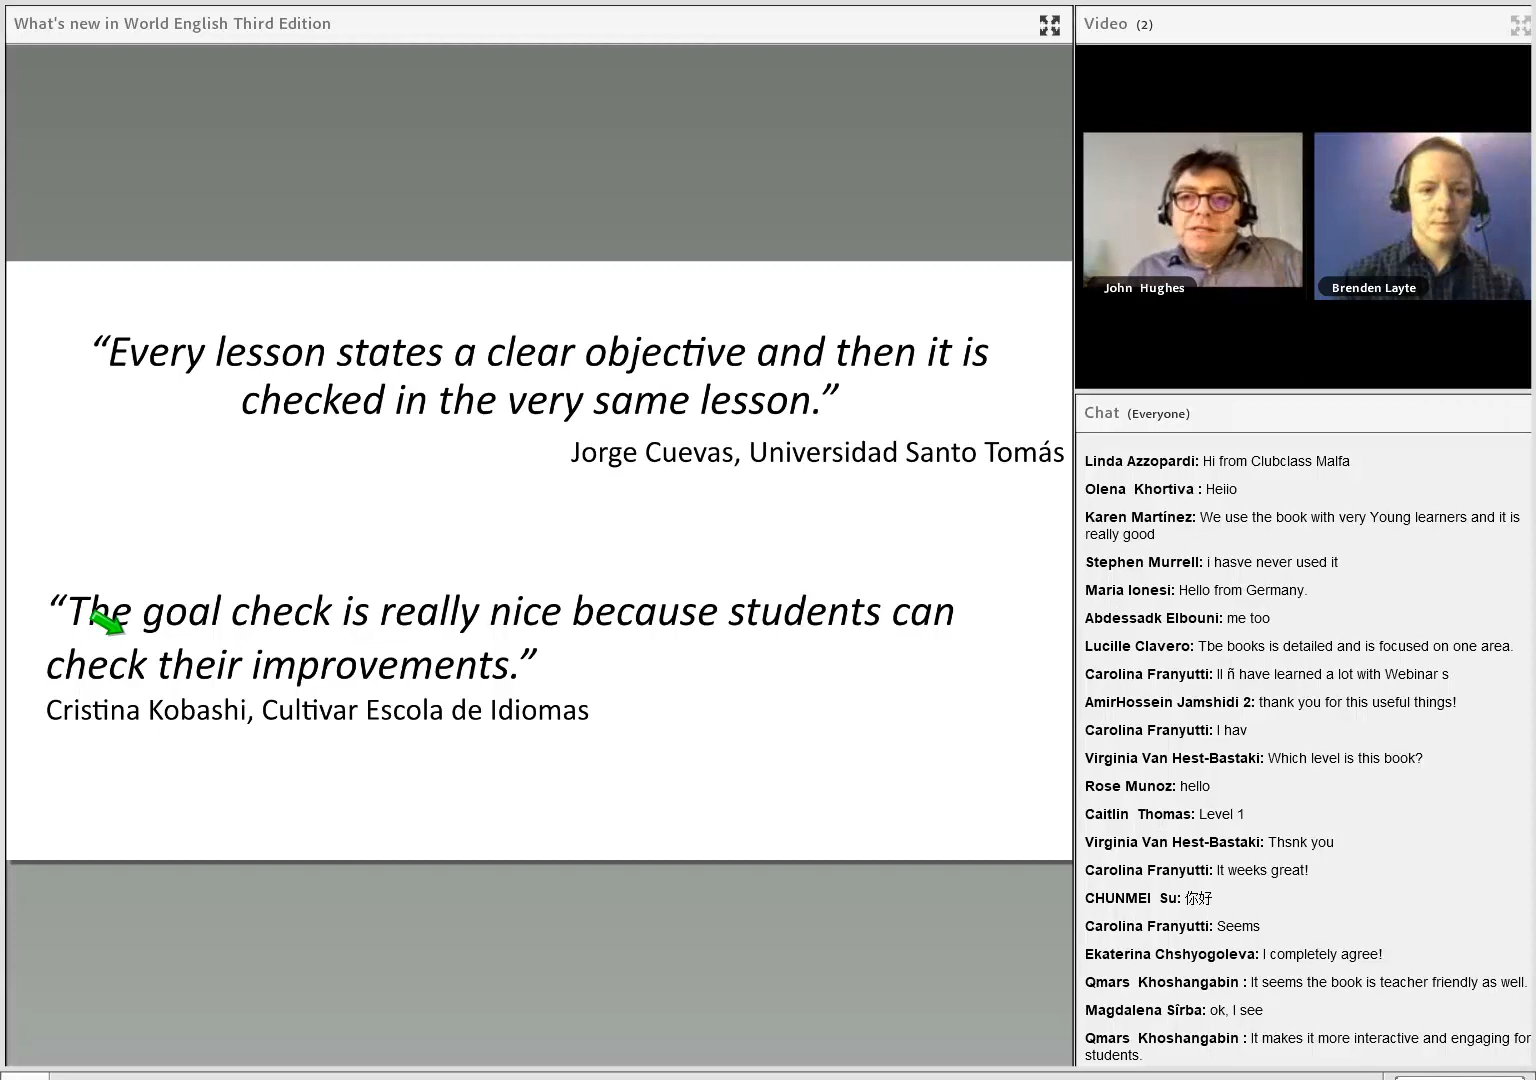 What's new in World English Third Edition
“Every lesson states a clear objective and then it is
checked in the very same lesson.”
Jorge Cuevas, Universidad Santo Tomás
“The goal check is really nice because students can
check their improvements.”
Cristina Kobashi, Cultivar Escola de Idiomas
Video (2)
John Hughes
Brenden Layte
Chat (Everyone)
Linda Azzopardi: Hi from Clubclass Malfa
Olena Khortiva : Heiio
Karen Martínez: We use the book with very Young learners and it is
really good
Stephen Murrell: i hasve never used it
Maria Ionesi: Hello from Germany.
Abdessadk Elbouni: me too
Lucille Clavero: Tbe books is detailed and is focused on one area.
Carolina Franyutti: Il ñ have learned a lot with Webinar s
AmirHossein Jamshidi 2: thank you for this useful things!
Carolina Franyutti: I hav
Virginia Van Hest-Bastaki: Which level is this book?
Rose Munoz: hello
Caitlin Thomas: Level 1
Virginia Van Hest-Bastaki: Thsnk you
Carolina Franyutti: It weeks great!
CHUNMEI Su: 你好
Carolina Franyutti: Seems
Ekaterina Chshyogoleva: I completely agree!
Qmars Khoshangabin : It seems the book is teacher friendly as well.
Magdalena Sîrba: ok, I see
Qmars Khoshangabin : It makes it more interactive and engaging for
students.